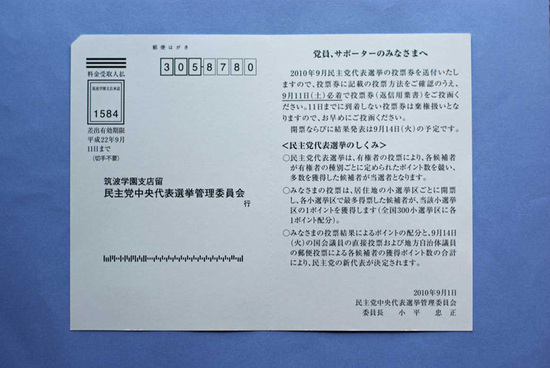 郵便はがき
305-8780
料金受取人払
筑波学園支店承認
1584
差出有効期限
平成22年9月
11日まで
(切手不要)
筑波学園支店留
民主党中央代表選挙管理委員会
行
党員、サポーターのみなさまへ
2010年9月民主党代表選挙の投票券を送付いたし
ますので、投票券に記載の投票方法をご確認のうえ、
9月11日(土)必着で投票券(返信用葉書)をご投函く
ださい。11日までに到着しない投票券は棄権扱いとな
りますので、お早めにご投函ください。
開票ならびに結果発表は9月14日(火)の予定です。
<民主党代表選挙のしくみ>
○民主党代表選挙は、有権者の投票により、各候補者
が有権者の種別ごとに定められたポイント数を競い、
多数を獲得した候補者が当選者となります。
○みなさまの投票は、居住地の小選挙区ごとに開票
し、各小選挙区で最多得票した候補者が、当該小選挙
区の1ポイントを獲得します(全国300小選挙区に各
1ポイント配分)。
○みなさまの投票結果によるポイントの配分と、9月14日
(火)の国会議員の直接投票および地方自治体議員
の郵便投票による各候補者の獲得ポイント数の合計
により、民主党の新代表が決定されます。
2010年9月1日
民主党中央代表選挙管理委員会
委員長 小平 忠正